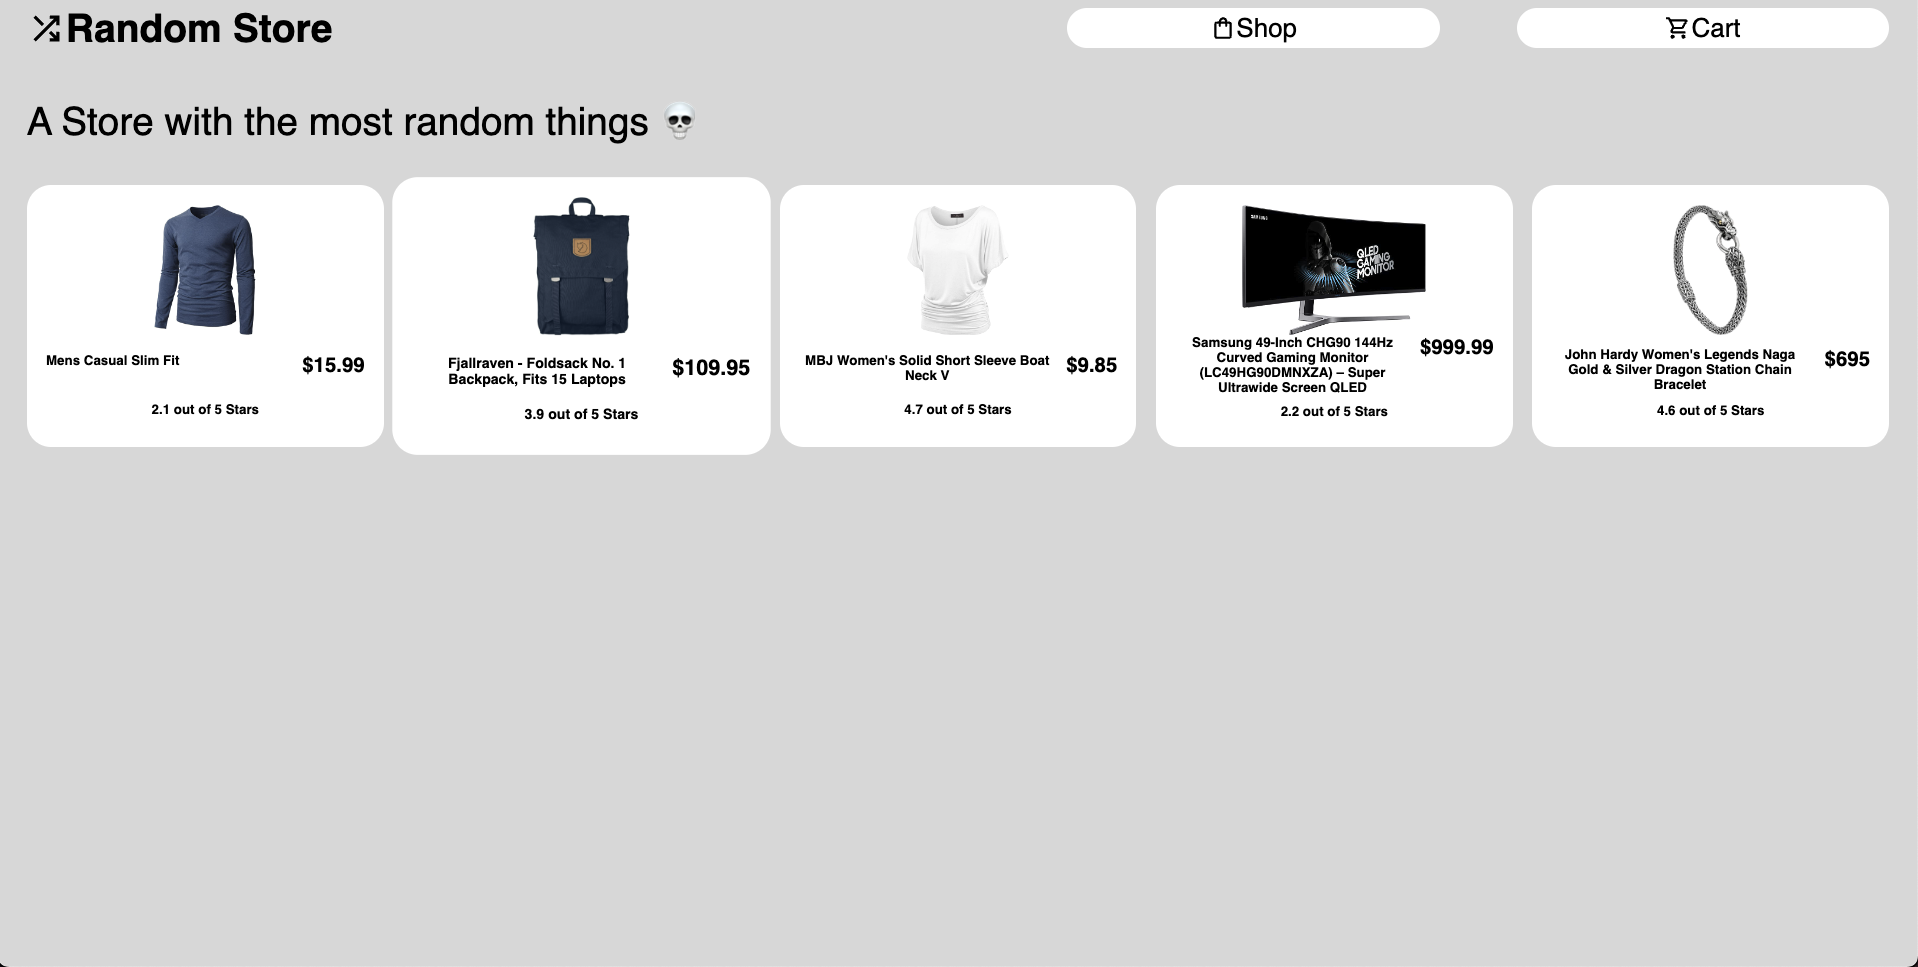 Random Store
Shop
Cart
A Store with the most random things 💀
Mens Casual Slim Fit
$15.99
2.1 out of 5 Stars
Fjallraven - Foldsack No. 1
Backpack, Fits 15 Laptops
$109.95
3.9 out of 5 Stars
MBJ Women's Solid Short Sleeve Boat
Neck V
$9.85
4.7 out of 5 Stars
SAMSUNG
QLED
GAMING
MONITOR
Samsung 49-Inch CHG90 144Hz
Curved Gaming Monitor
(LC49HG90DMNXZA) – Super
Ultrawide Screen QLED
$999.99
2.2 out of 5 Stars
John Hardy Women's Legends Naga
Gold & Silver Dragon Station Chain
Bracelet
$695
4.6 out of 5 Stars